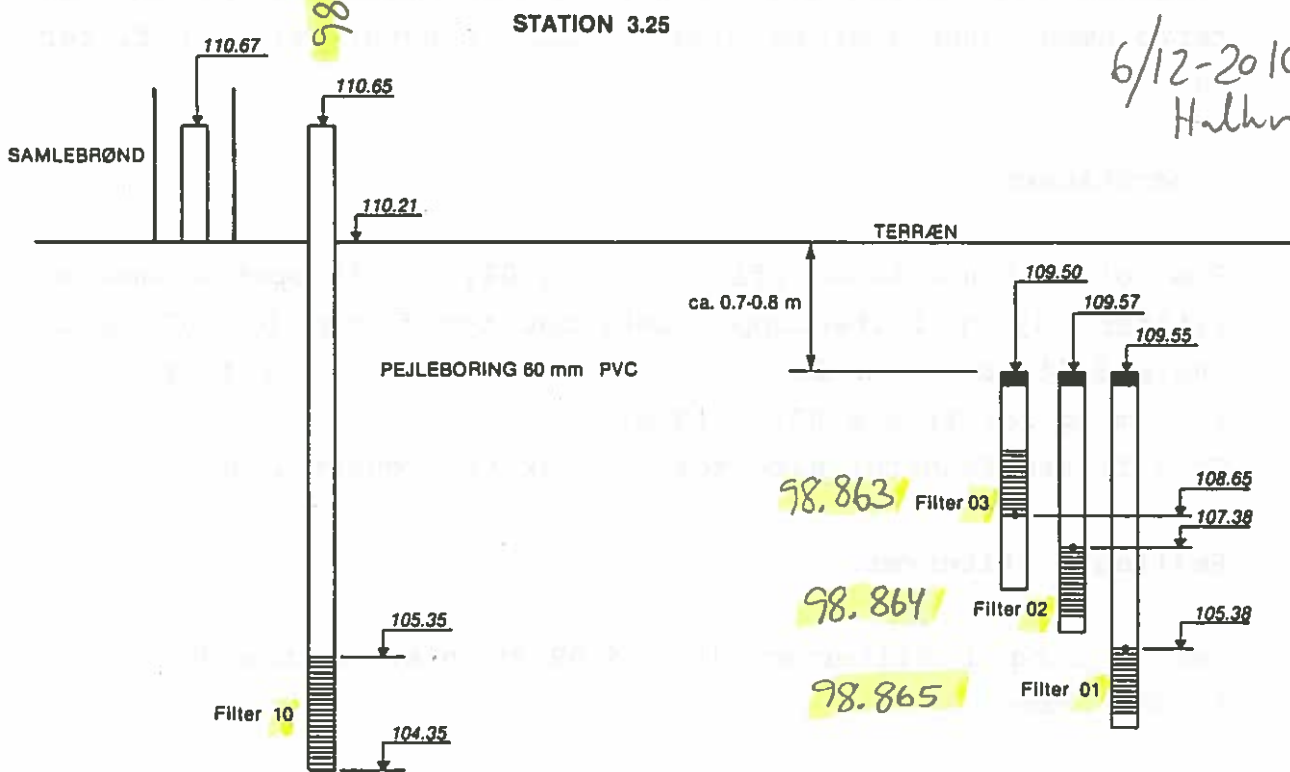 STATION 3.25
98
6/12-2010
110.67
110.65
SAMLEBRØND
110.21
TERRÆN
ca. 0.7-0.8 m
109.50
109.57
109.55
PEJLEBORING 60 mm PVC
98.863 Filter 03
108.65
107.38
98.864 Filter 02
105.38
98.865 Filter 01
105.35
Filter 10
104.35